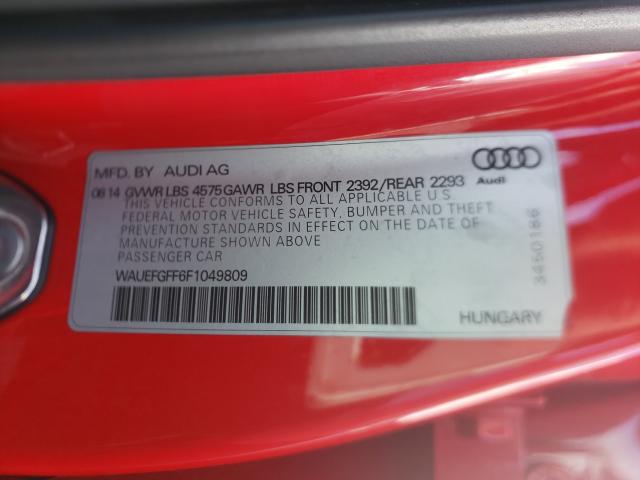 MFD. BY AUDI AG
08 14 GVWR LBS 4575 GAWR LBS FRONT 2392/REAR 2293
Audi
THIS VEHICLE CONFORMS TO ALL APPLICABLE U.S.
FEDERAL MOTOR VEHICLE SAFETY, BUMPER AND THEFT
PREVENTION STANDARDS IN EFFECT ON THE DATE OF
MANUFACTURE SHOWN ABOVE
PASSENGER CAR
WAUEFGFF6F1049809
3450186
HUNGARY